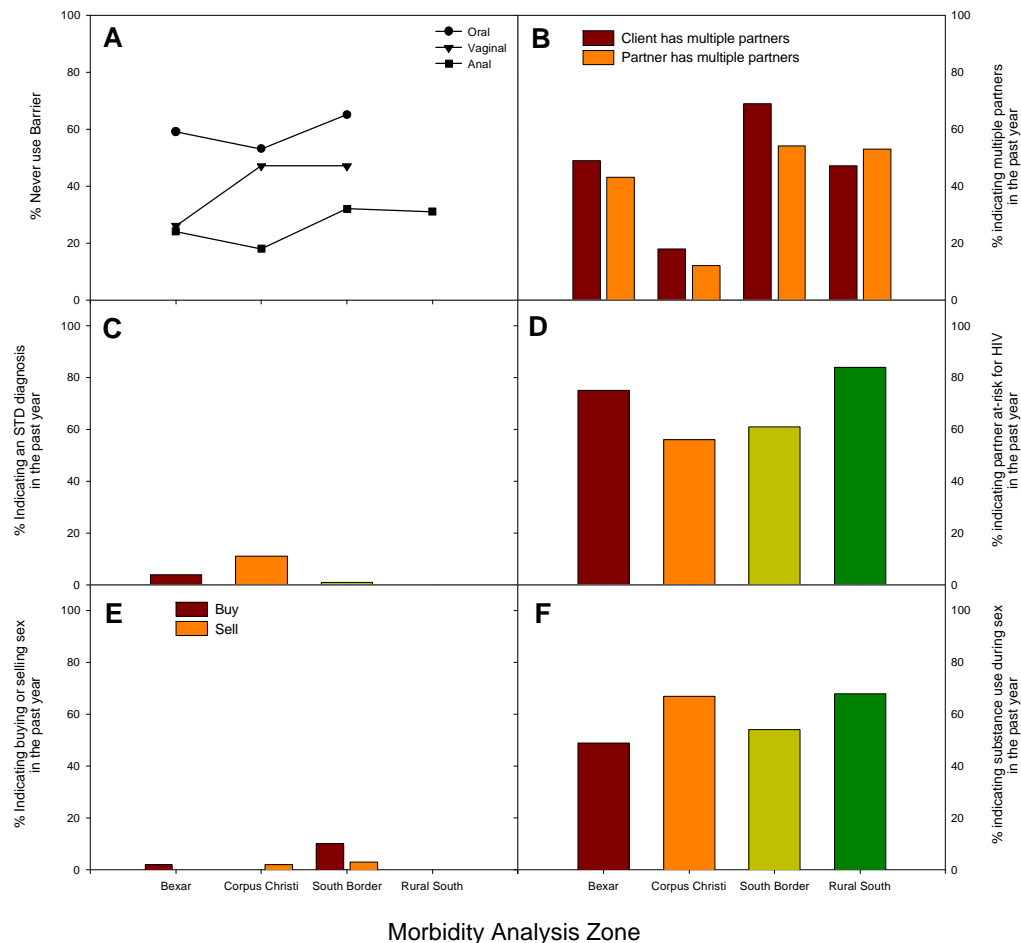 A
Oral
Vaginal
Anal
% Never use Barrier
100
80
60
40
20
0
B
Client has multiple partners
Partner has multiple partners
100
80
60
40
20
0
% indicating multiple partners
in the past year
C
% Indicating an STD diagnosis
in the past year
100
80
60
40
20
0
D
100
80
60
40
20
0
% indicating partner at-risk for HIV
in the past year
E
Buy
Sell
% Indicating buying or selling sex
in the past year
100
80
60
40
20
0
Bexar
Corpus Christi
South Border
Rural South
F
100
80
60
40
20
0
% indicating substance use during sex
in the past year
Bexar
Corpus Christi
South Border
Rural South
Morbidity Analysis Zone